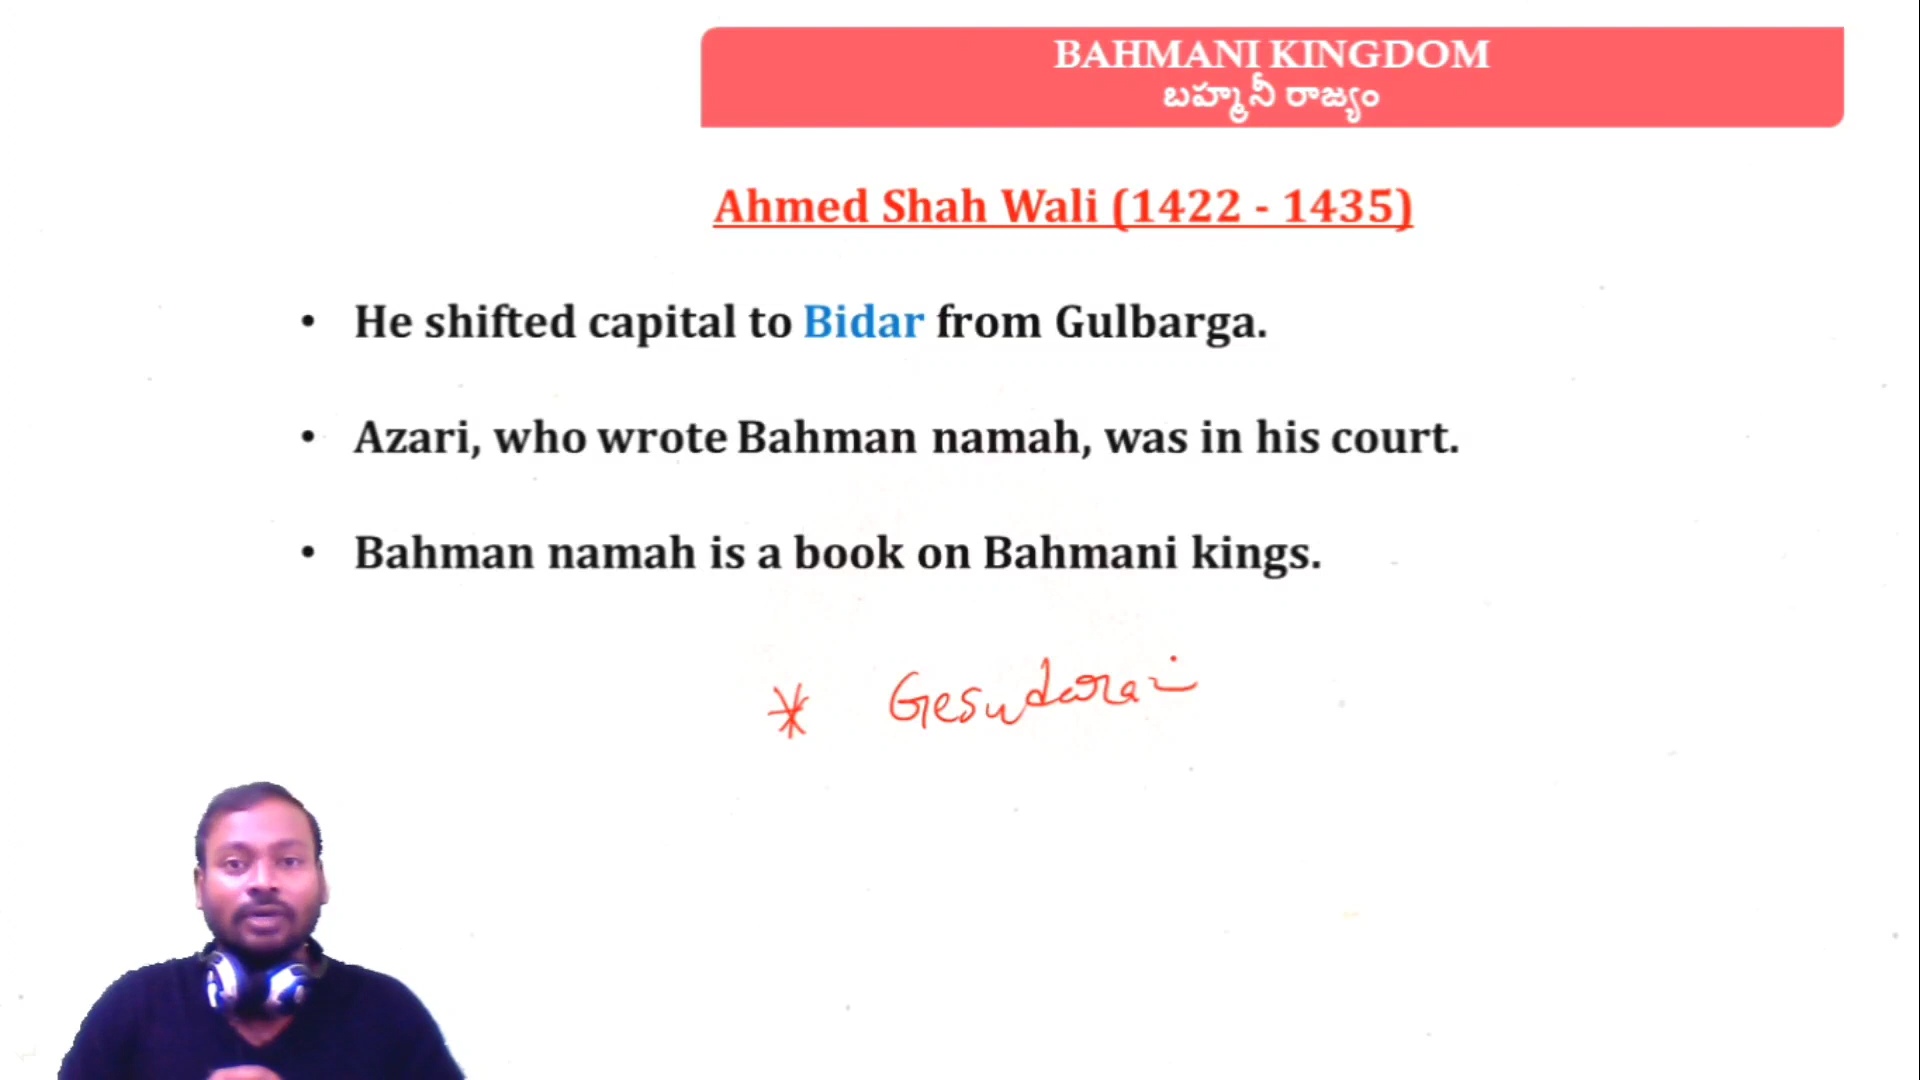 BAHMANI KINGDOM
బహ్మనీ రాజ్యం
Ahmed Shah Wali (1422 - 1435)
• He shifted capital to Bidar from Gulbarga.
• Azari, who wrote Bahman namah, was in his court.
• Bahman namah is a book on Bahmani kings.
* Gesudarai